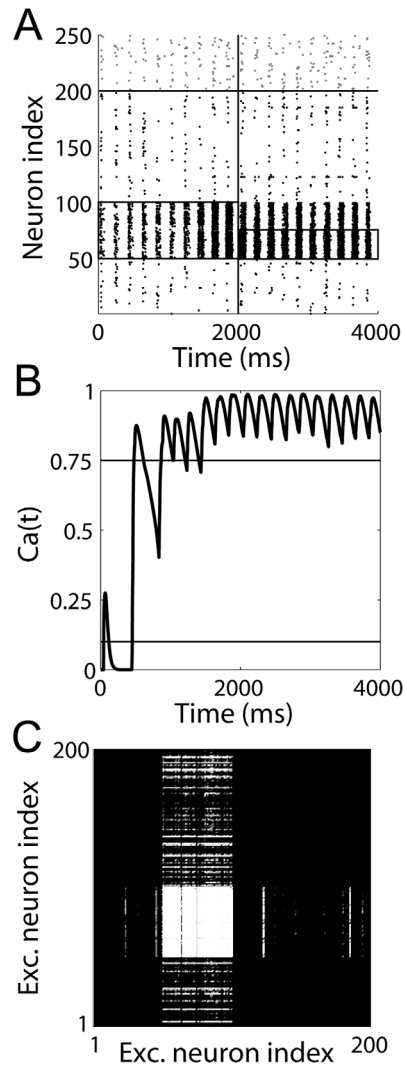 A
250
200
150
100
50
Neuron index
0 2000 4000
Time (ms)
B
1
0.75
0.5
0.25
0
Ca(t)
0 2000 4000
Time (ms)
C
200
Exc. neuron index
1
1 200
Exc. neuron index